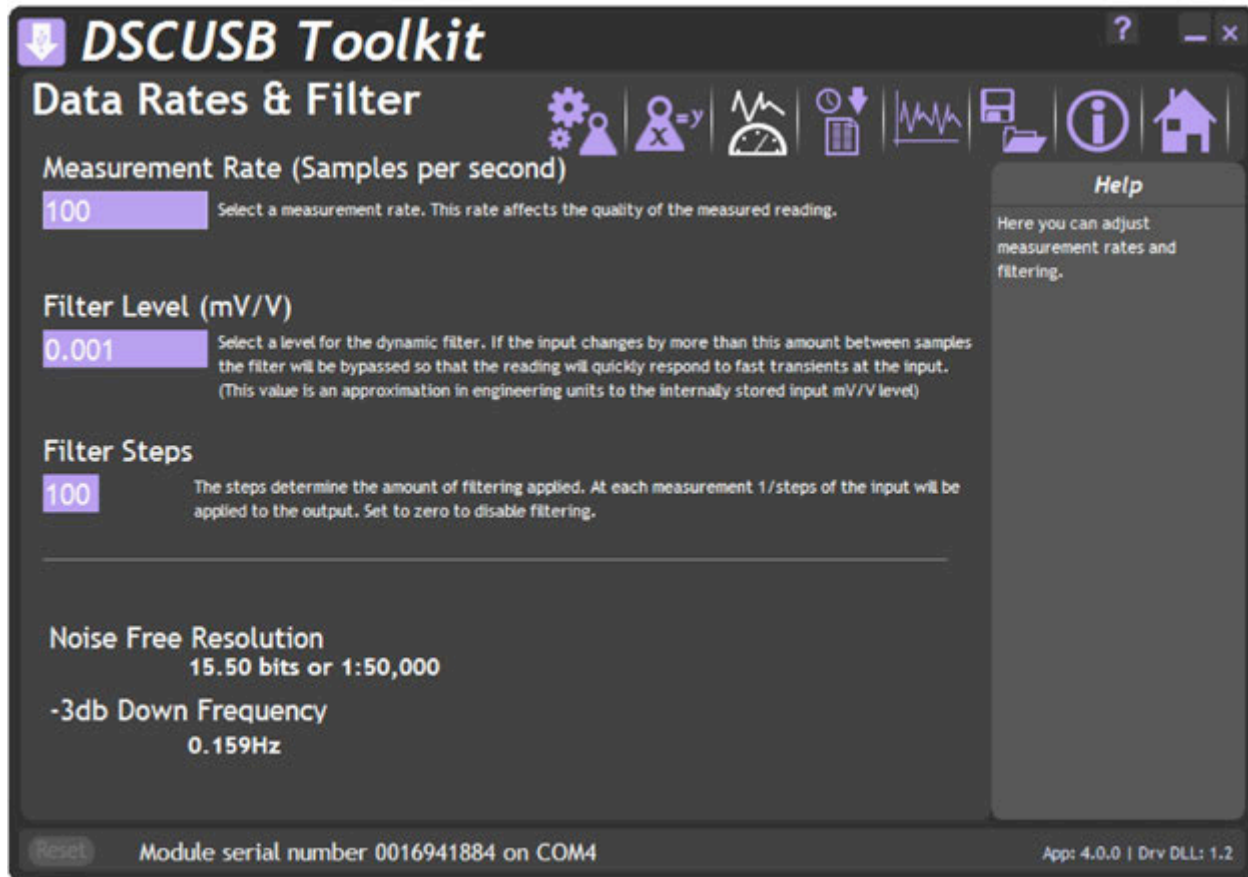 DSCUSB Toolkit
?
Data Rates & Filter
x =y
Measurement Rate (Samples per second)
100
Select a measurement rate. This rate affects the quality of the measured reading.
Filter Level (mV/V)
0.001
Select a level for the dynamic filter. If the input changes by more than this amount between samples
the filter will be bypassed so that the reading will quickly respond to fast transients at the input.
(This value is an approximation in engineering units to the internally stored input mV/V level)
Filter Steps
100
The steps determine the amount of filtering applied. At each measurement 1/steps of the input will be
applied to the output. Set to zero to disable filtering.
Noise Free Resolution
15.50 bits or 1:50,000
-3db Down Frequency
0.159Hz
Help
Here you can adjust
measurement rates and
filtering.
Reset
Module serial number 0016941884 on COM4
App: 4.0.0 | Drv DLL: 1.2